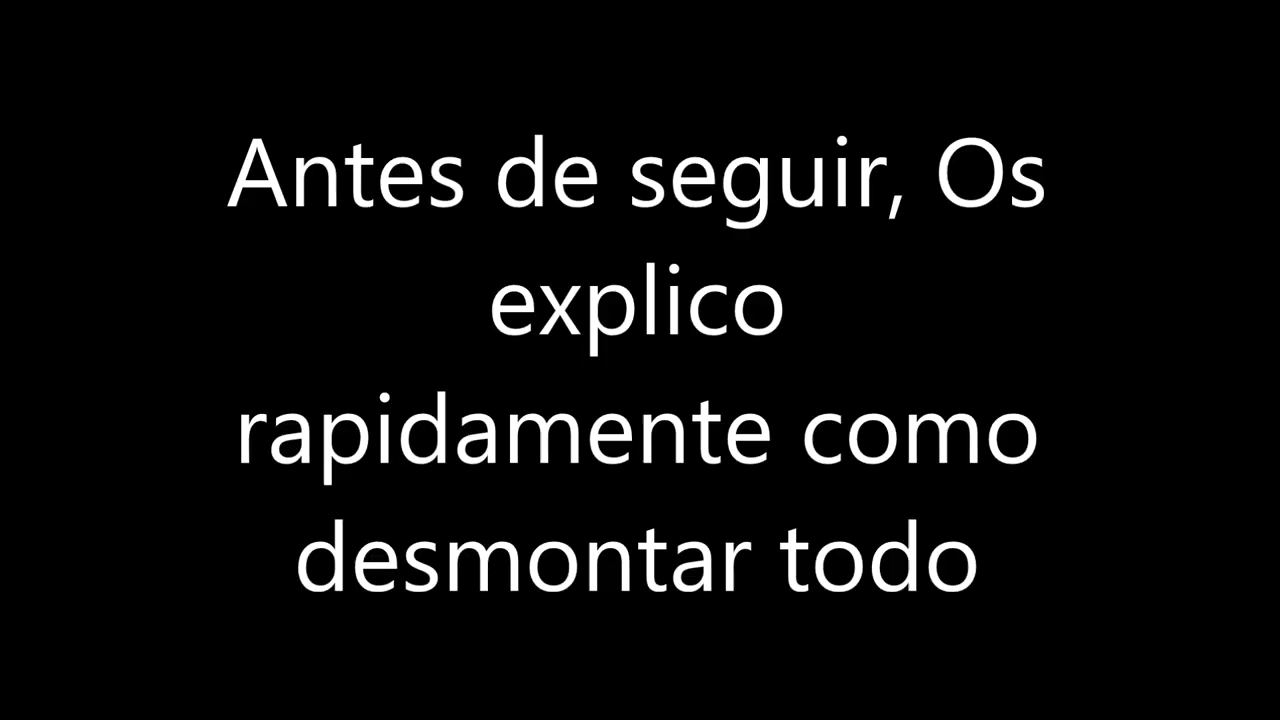 Antes de seguir, Os
explico
rapidamente como
desmontar todo